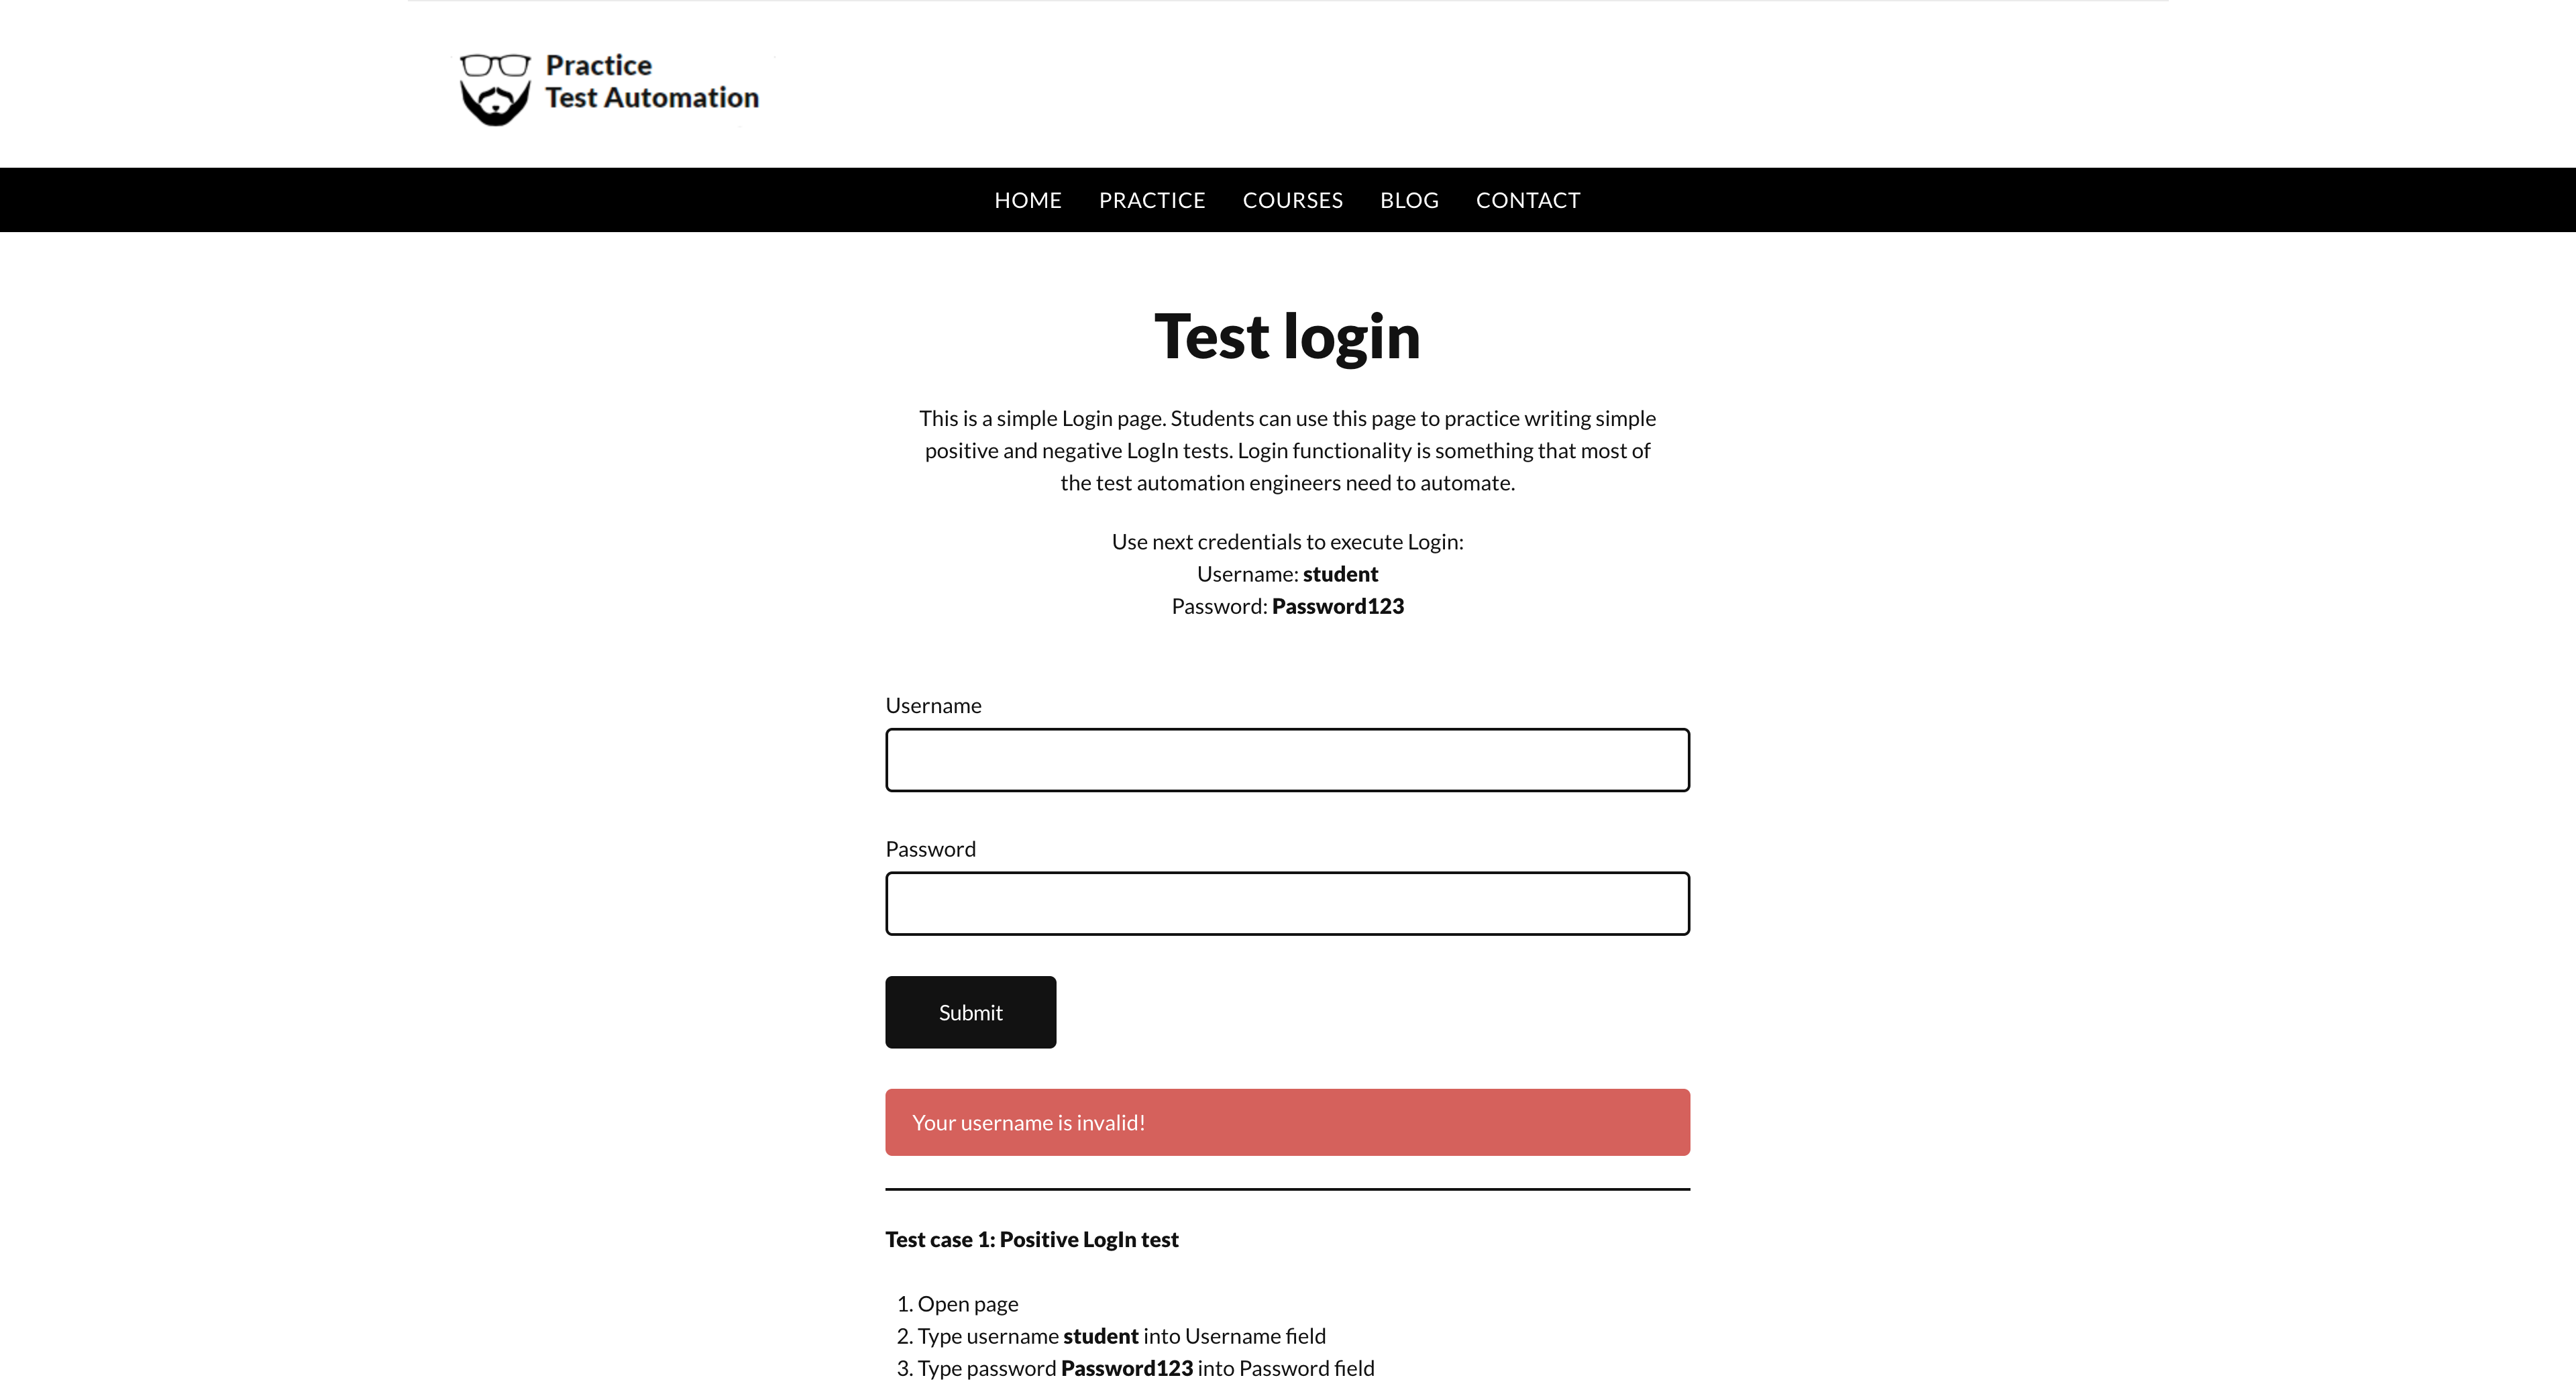 Practice
Test Automation
HOME PRACTICE COURSES BLOG CONTACT
Test login
This is a simple Login page. Students can use this page to practice writing simple
positive and negative LogIn tests. Login functionality is something that most of
the test automation engineers need to automate.
Use next credentials to execute Login:
Username: student
Password: Password123
Username
Password
Submit
Your username is invalid!
Test case 1: Positive LogIn test
1. Open page
2. Type username student into Username field
3. Type password Password123 into Password field